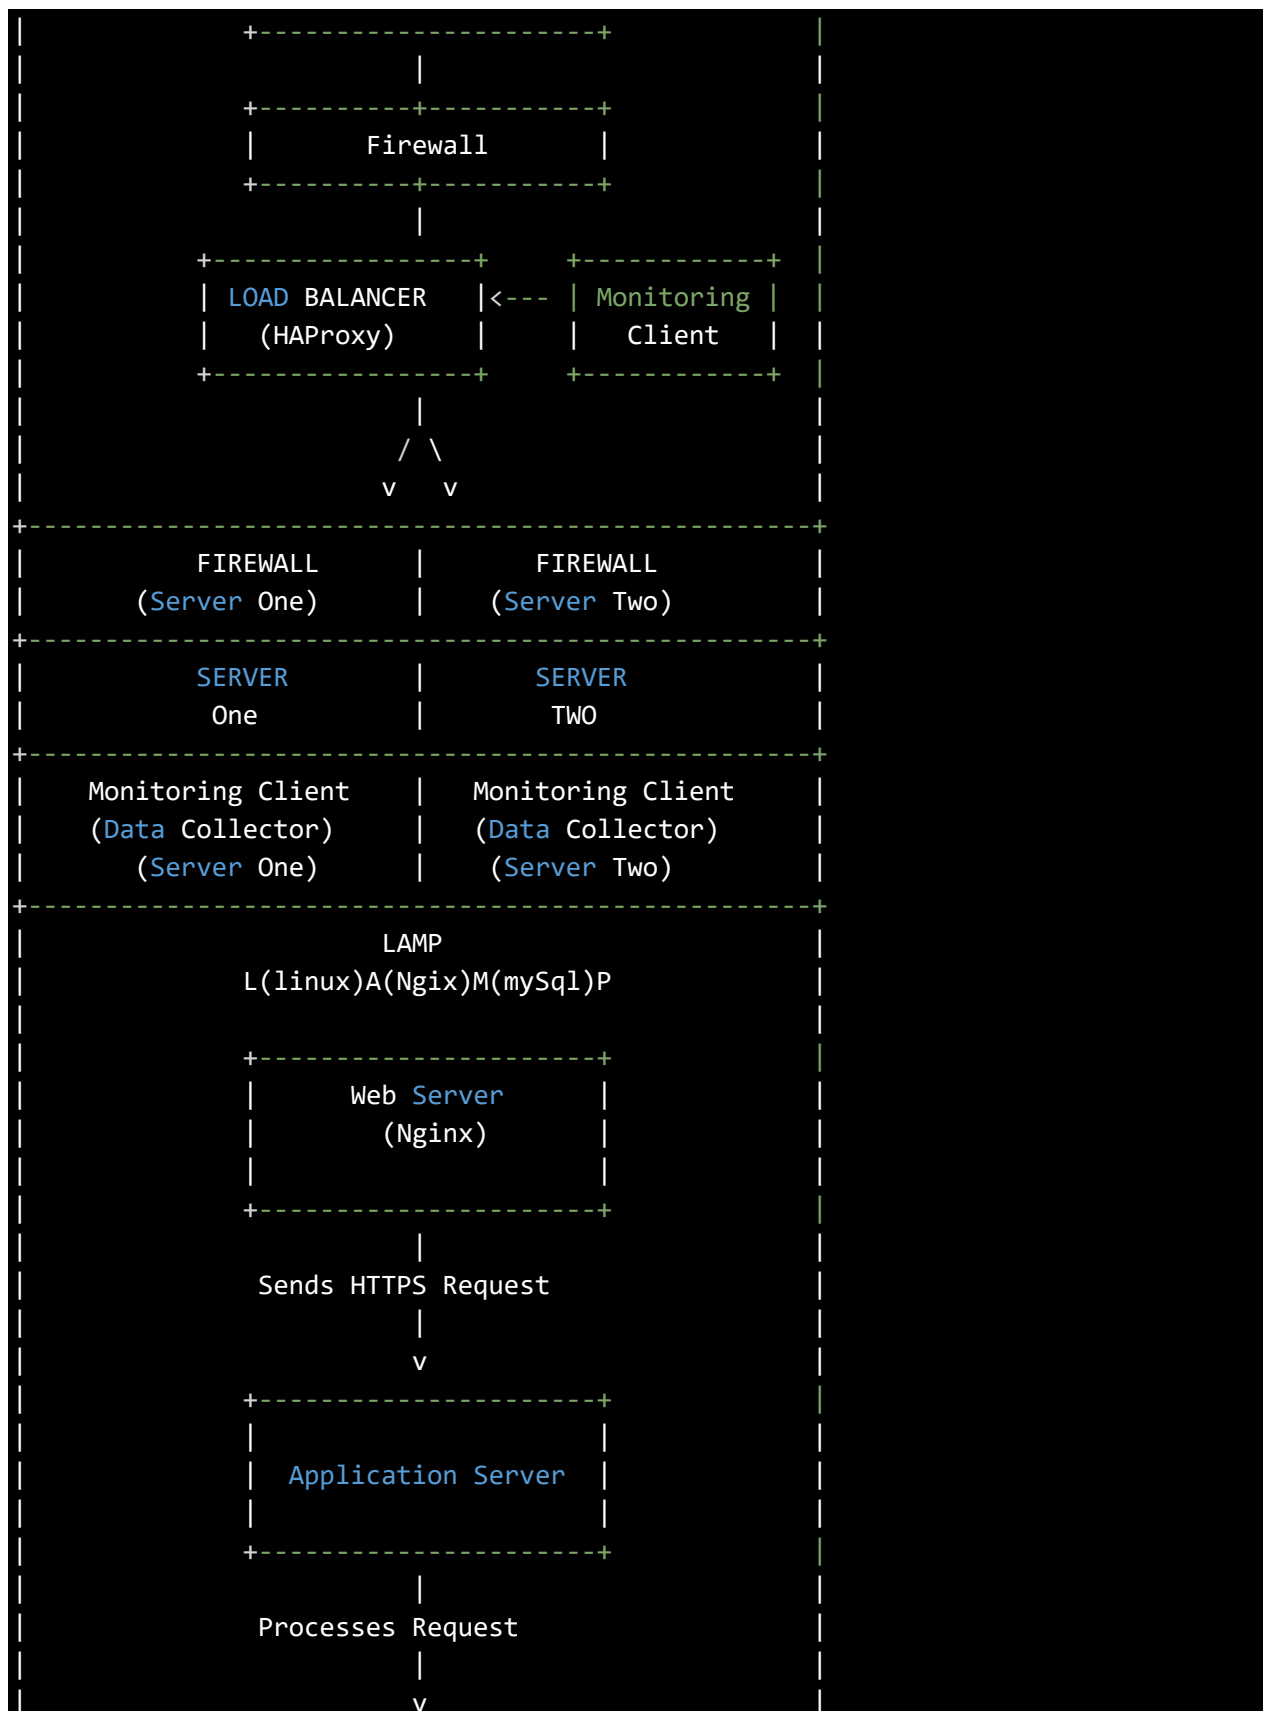 |              +----------------------+             |
|                         |                         |
|              +----------+-----------+             |
|              |       Firewall       |             |
|              +----------+-----------+             |
|                         |                         |
|           +-----------------+     +------------+  |
|           | LOAD BALANCER   |<--- | Monitoring |  |
|           |   (HAProxy)     |     |   Client   |  |
|           +-----------------+     +------------+  |
|                         |                         |
|                        / \                        |
|                       v   v                       |
+---------------------------------------------------+
|           FIREWALL      |       FIREWALL          |
|       (Server One)      |    (Server Two)         |
+---------------------------------------------------+
|           SERVER        |       SERVER            |
|            One          |        TWO              |
+---------------------------------------------------+
|    Monitoring Client    |   Monitoring Client     |
|    (Data Collector)     |   (Data Collector)      |
|       (Server One)      |    (Server Two)         |
+---------------------------------------------------+
|                       LAMP                        |
|              L(linux)A(Ngix)M(mySql)P             |
|                                                   |
|              +----------------------+             |
|              |      Web Server      |             |
|              |        (Nginx)       |             |
|              |                      |             |
|              +----------------------+             |
|                         |                         |
|               Sends HTTPS Request                 |
|                         |                         |
|                         v                         |
|              +----------------------+             |
|              |                      |             |
|              |  Application Server  |             |
|              |                      |             |
|              +----------------------+             |
|                         |                         |
|               Processes Request                   |
|                         |                         |
|                         v                         |